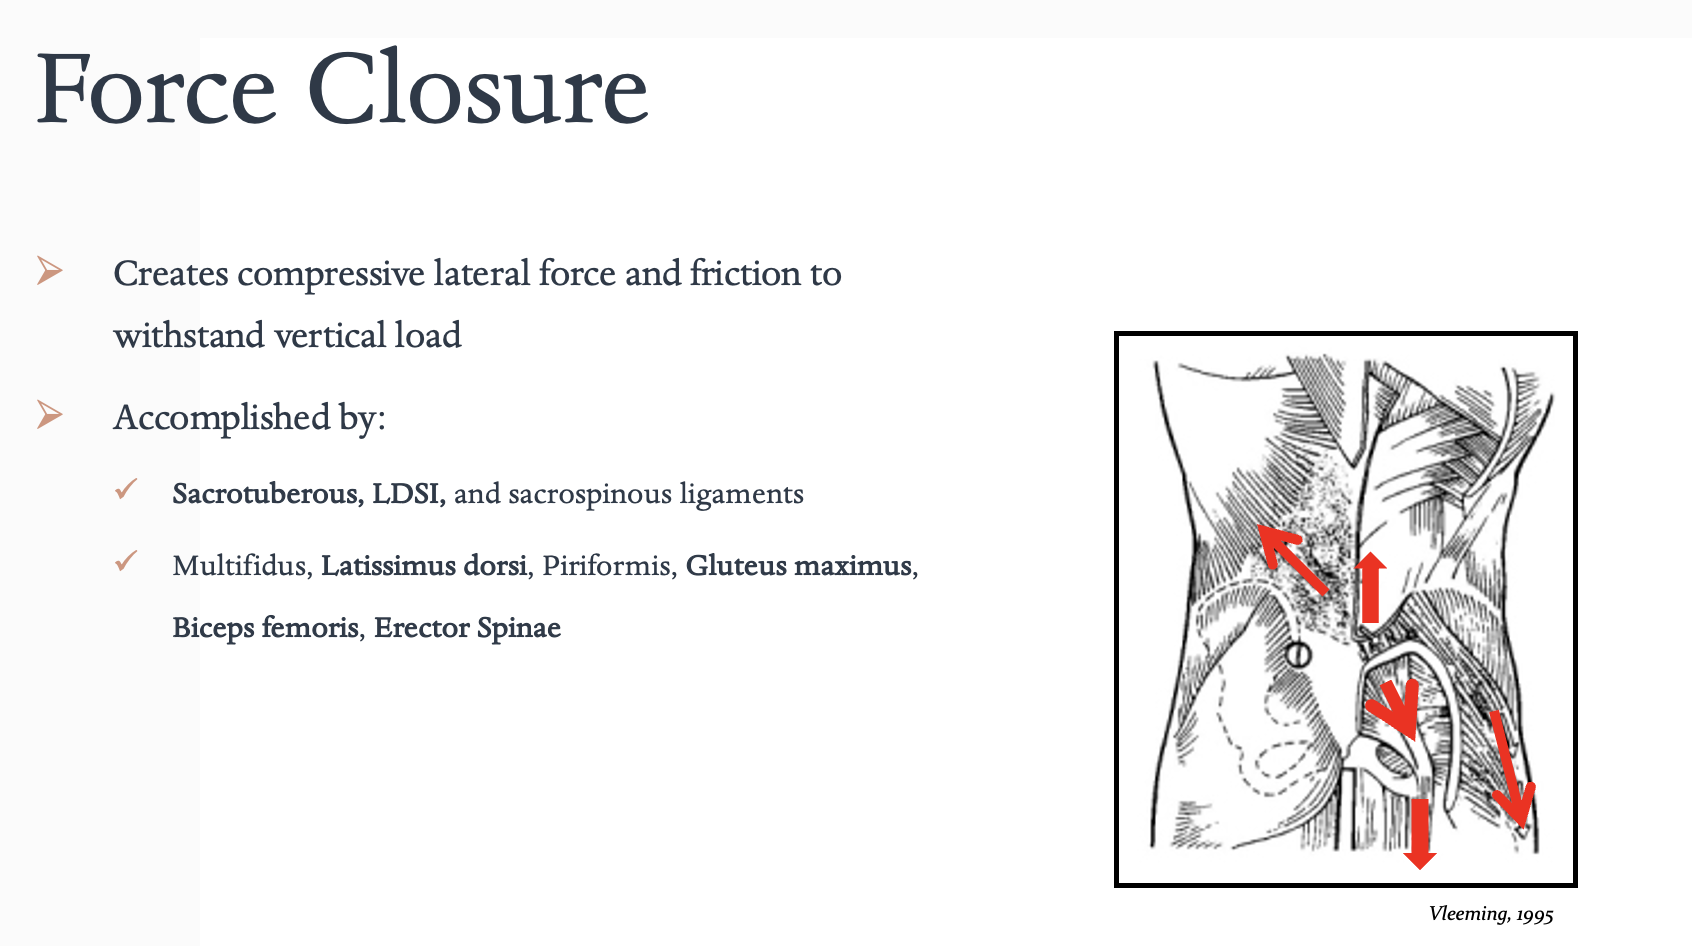 Force Closure
Creates compressive lateral force and friction to
withstand vertical load
Accomplished by:
Sacrotuberous, LDSI, and sacrospinous ligaments
Multifidus, Latissimus dorsi, Piriformis, Gluteus maximus,
Biceps femoris, Erector Spinae
Vleeming, 1995